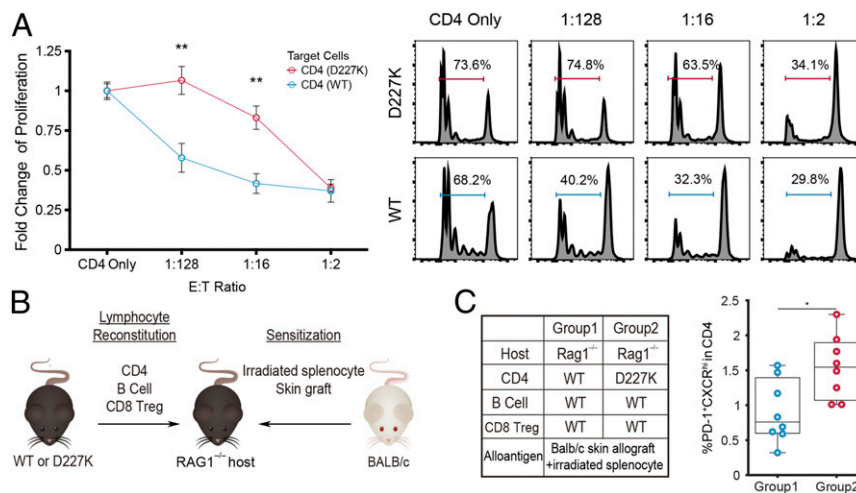 A
Fold Change of Proliferation
1.25
1
0.75
0.5
0.25
0
**
**
Target Cells
CD4 (D227K)
CD4 (WT)
CD4 Only
1:128
1:16
1:2
E:T Ratio
CD4 Only
1:128
1:16
1:2
D227K
73.6%
74.8%
63.5%
34.1%
WT
68.2%
40.2%
32.3%
29.8%
B
Lymphocyte
Reconstitution
CD4
B Cell
CD8 Treg
Sensitization
Irradiated splenocyte
Skin graft
WT or D227K
RAG1⁻/⁻ host
BALB/c
C
Group1 Group2
Host Rag1⁻/⁻ Rag1⁻/⁻
CD4 WT D227K
B Cell WT WT
CD8 Treg WT WT
Alloantigen Balb/c skin allograft
+irradiated splenocyte
%PD-1⁺CXCRʰⁱ in CD4
2.5
2
1.5
1
0.5
0
*
Group1
Group2